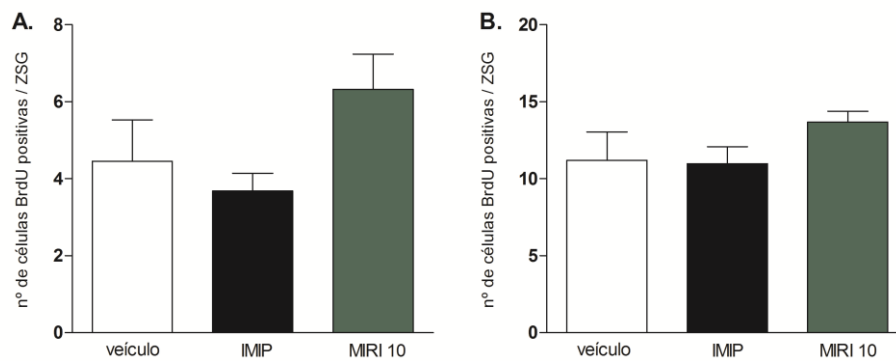 A.
nº de células BrdU positivas / ZSG
8
6
4
2
0
veículo
IMIP
MIRI 10
B.
nº de células BrdU positivas / ZSG
20
15
10
5
0
veículo
IMIP
MIRI 10